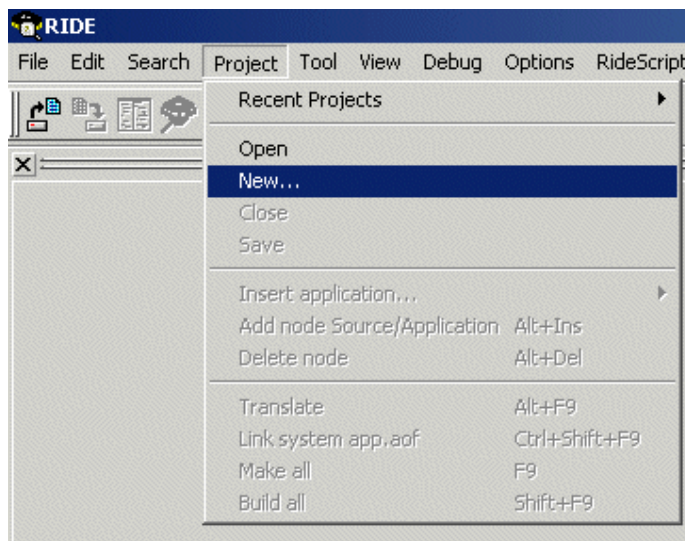 RIDE
File Edit Search Project Tool View Debug Options RideScript
Recent Projects
Open
New...
Close
Save
Insert application...
Add node Source/Application Alt+Ins
Delete node Alt+Del
Translate Alt+F9
Link system app.aof Ctrl+Shift+F9
Make all F9
Build all Shift+F9